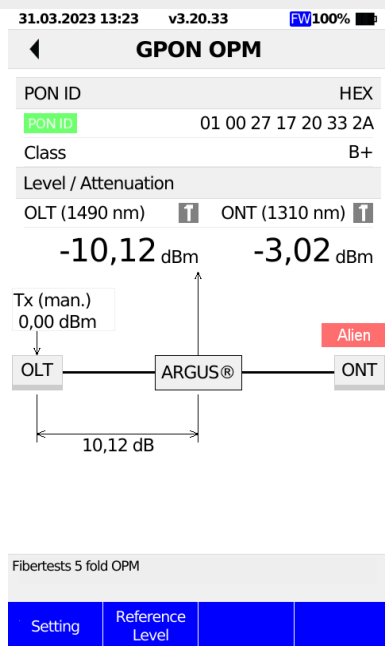 31.03.2023 13:23 v3.20.33 FW 100%
GPON OPM
PON ID HEX
PON ID 01 00 27 17 20 33 2A
Class B+
Level / Attenuation
OLT (1490 nm) ONT (1310 nm)
-10,12 dBm -3,02 dBm
Tx (man.)
0,00 dBm
Alien
OLT ARGUS® ONT
10,12 dB
Fibertests 5 fold OPM
Setting Reference
Level